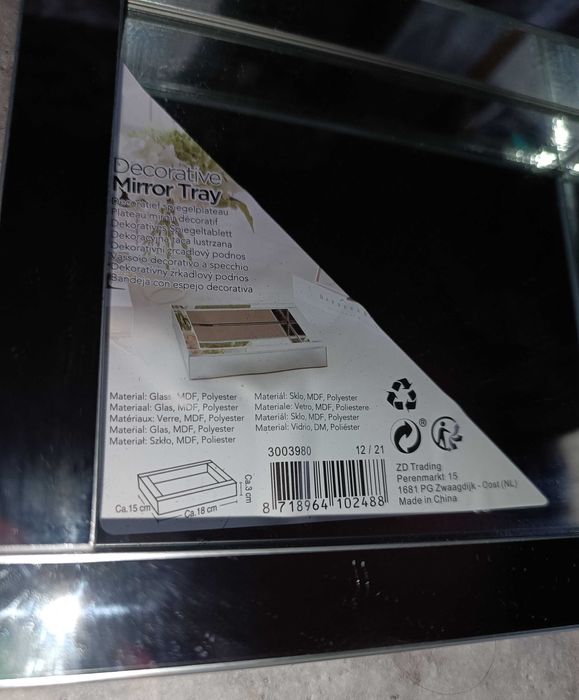 Decorative
Mirror Tray
Decoratief spiegelplateau
Plateau miroir décoratif
Dekoratives Spiegeltablett
Dekoracyjna taca lustrzana
Dekorativní zrcadlový podnos
Vassoio decorativo a specchio
Dekoratívny zrkadlový podnos
Bandeja con espejo decorativa
Material: Glass, MDF, Polyester
Materiaal: Glas, MDF, Polyester
Matériaux: Verre, MDF, Polyester
Material: Glas, MDF, Polyester
Materiał: Szkło, MDF, Poliester
Materiál: Sklo, MDF, Polyester
Materiale: Vetro, MDF, Poliestere
Materiál: Sklo, MDF, Polyester
Material: Vidrio, DM, Poliéster
3003980 12 / 21
8 718964 102488
Ca.15 cm
Ca.18 cm
Ca.3 cm
®
ZD Trading
Perenmarkt 15
1681 PG Zwaagdijk - Oost (NL)
Made in China